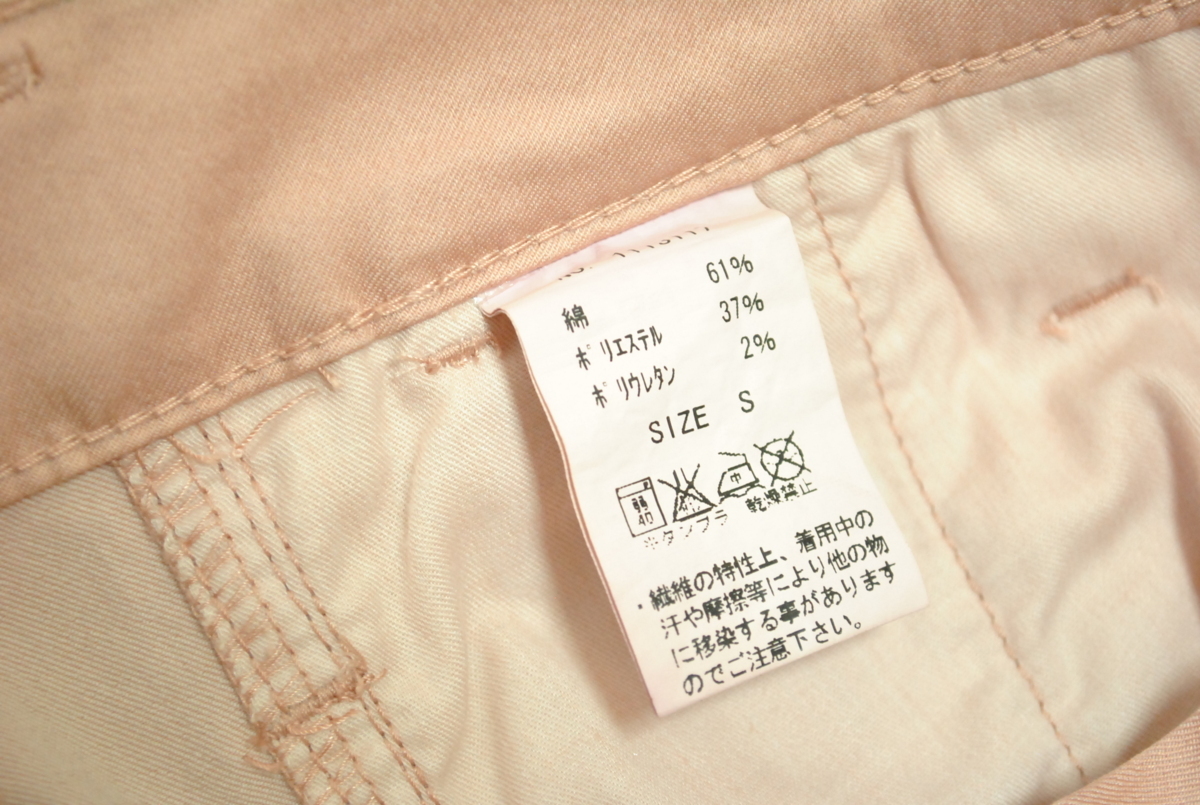 綿 61%
ポリエステル 37%
ポリウレタン 2%
SIZE S
弱 40 中
※タンブラ 乾燥禁止
・繊維の特性上、着用中の
汗や摩擦等により他の物
に移染する事があります
のでご注意下さい。